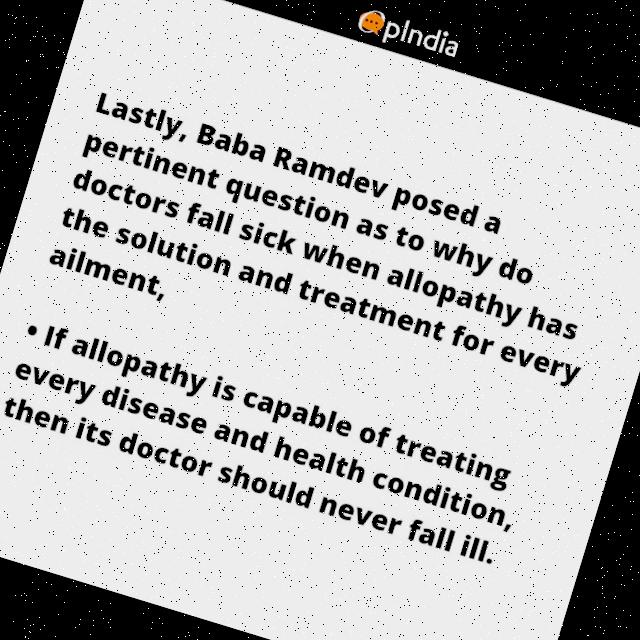 OpIndia
Lastly, Baba Ramdev posed a
pertinent question as to why do
doctors fall sick when allopathy has
the solution and treatment for every
ailment,
• If allopathy is capable of treating
every disease and health condition,
then its doctor should never fall ill.